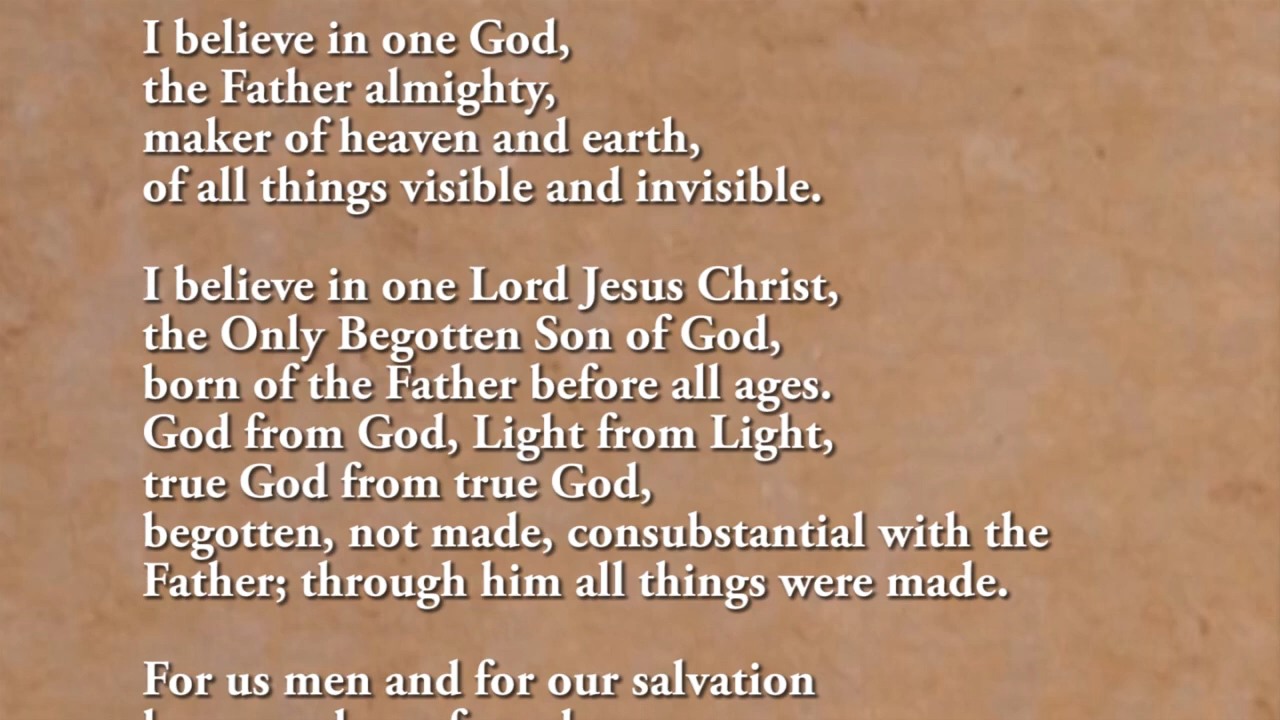 I believe in one God,
the Father almighty,
maker of heaven and earth,
of all things visible and invisible.
I believe in one Lord Jesus Christ,
the Only Begotten Son of God,
born of the Father before all ages.
God from God, Light from Light,
true God from true God,
begotten, not made, consubstantial with the
Father; through him all things were made.
For us men and for our salvation